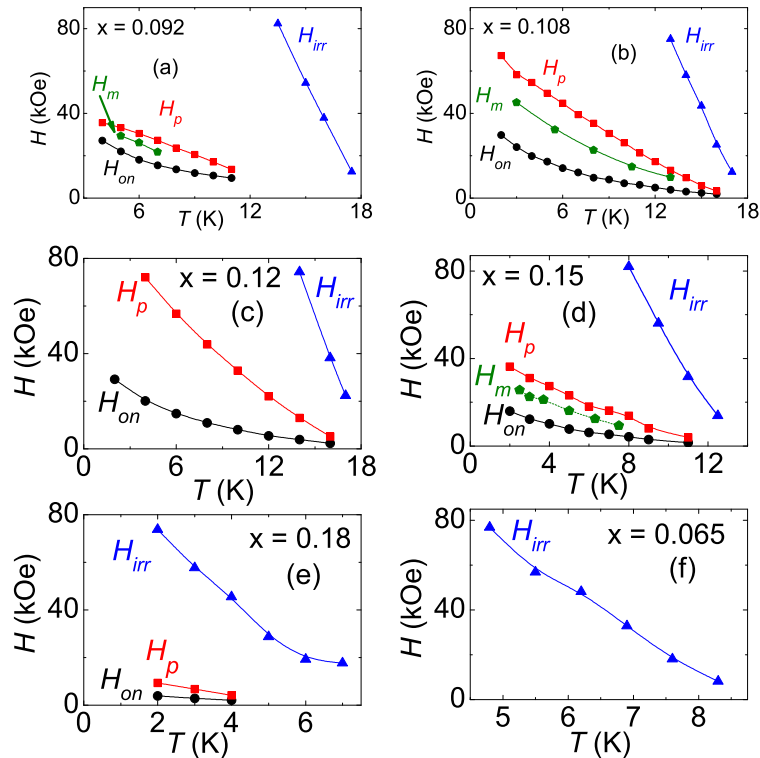 80
40
0
H (kOe)
x = 0.092
(a)
H_irr
H_m
H_p
H_on
6
12
18
T (K)
80
40
0
H (kOe)
x = 0.108
(b)
H_irr
H_p
H_m
H_on
0
3
6
9
12
15
18
T (K)
80
40
0
H (kOe)
x = 0.12
(c)
H_p
H_irr
H_on
0
6
12
18
T (K)
80
40
0
H (kOe)
x = 0.15
(d)
H_irr
H_p
H_m
H_on
0
4
8
12
T (K)
80
40
0
H (kOe)
x = 0.18
(e)
H_irr
H_p
H_on
0
2
4
6
T (K)
80
40
0
H (kOe)
x = 0.065
(f)
H_irr
5
6
7
8
T (K)